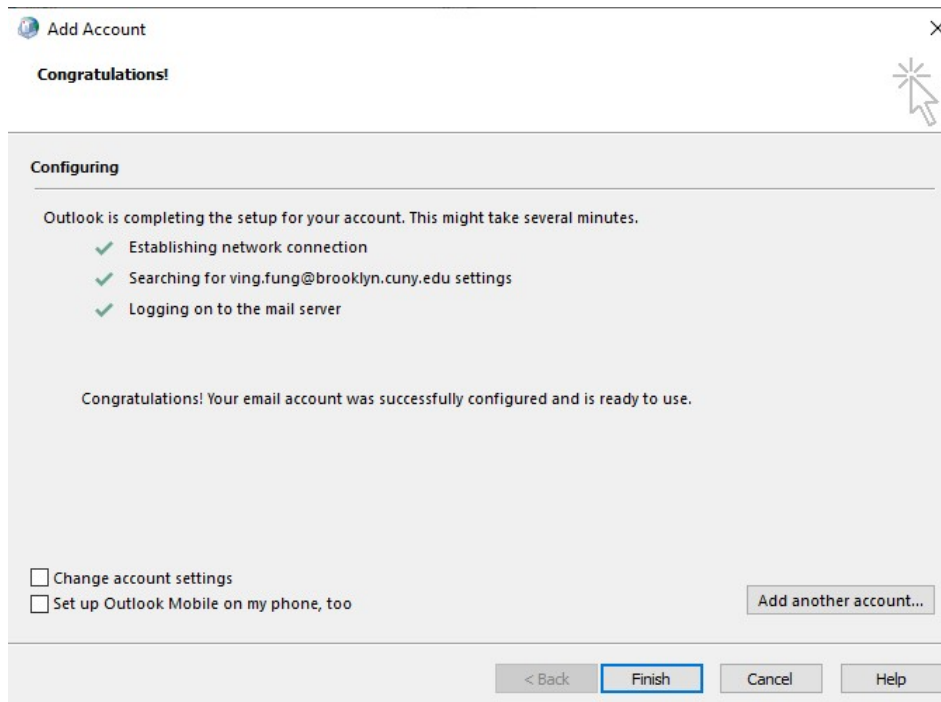 Add Account
Congratulations!
Configuring
Outlook is completing the setup for your account. This might take several minutes.
Establishing network connection
Searching for ving.fung@brooklyn.cuny.edu settings
Logging on to the mail server
Congratulations! Your email account was successfully configured and is ready to use.
Change account settings
Set up Outlook Mobile on my phone, too
Add another account...
< Back Finish Cancel Help